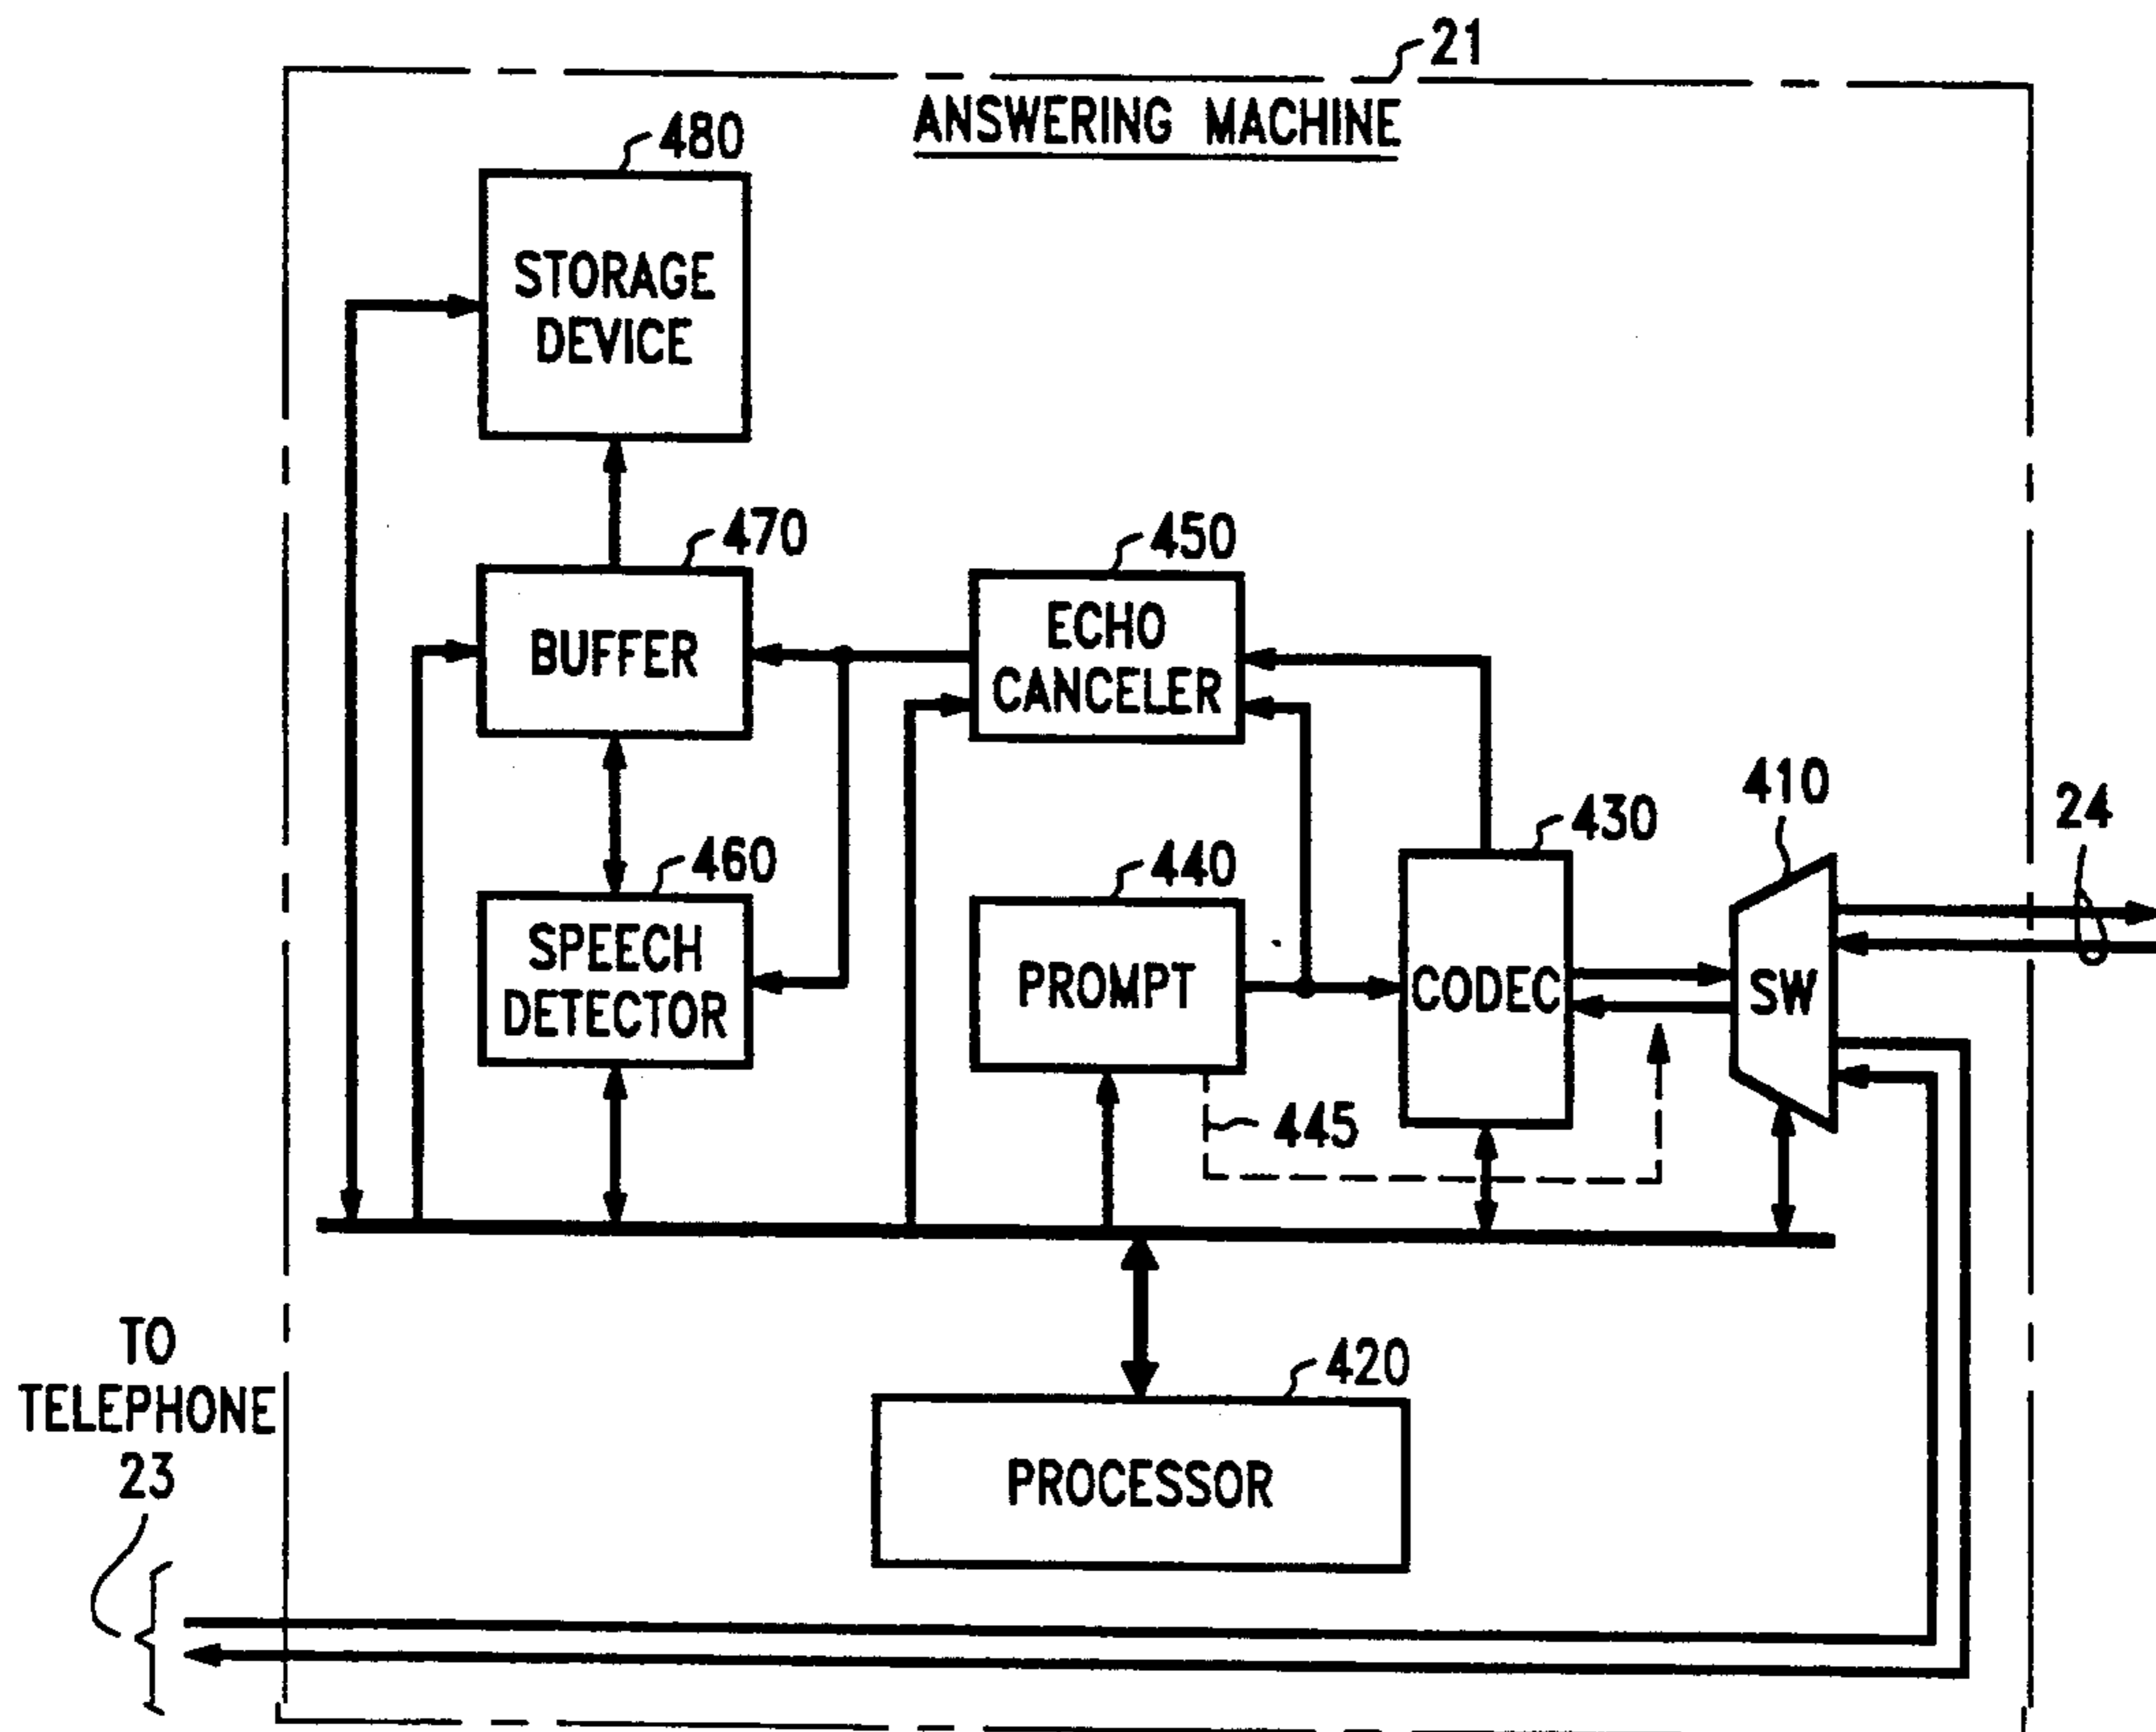 21
ANSWERING MACHINE
480
STORAGE
DEVICE
470
BUFFER
450
ECHO
CANCELER
460
SPEECH
DETECTOR
440
PROMPT
430
CODEC
410
SW
24
445
420
PROCESSOR
TO
TELEPHONE
23